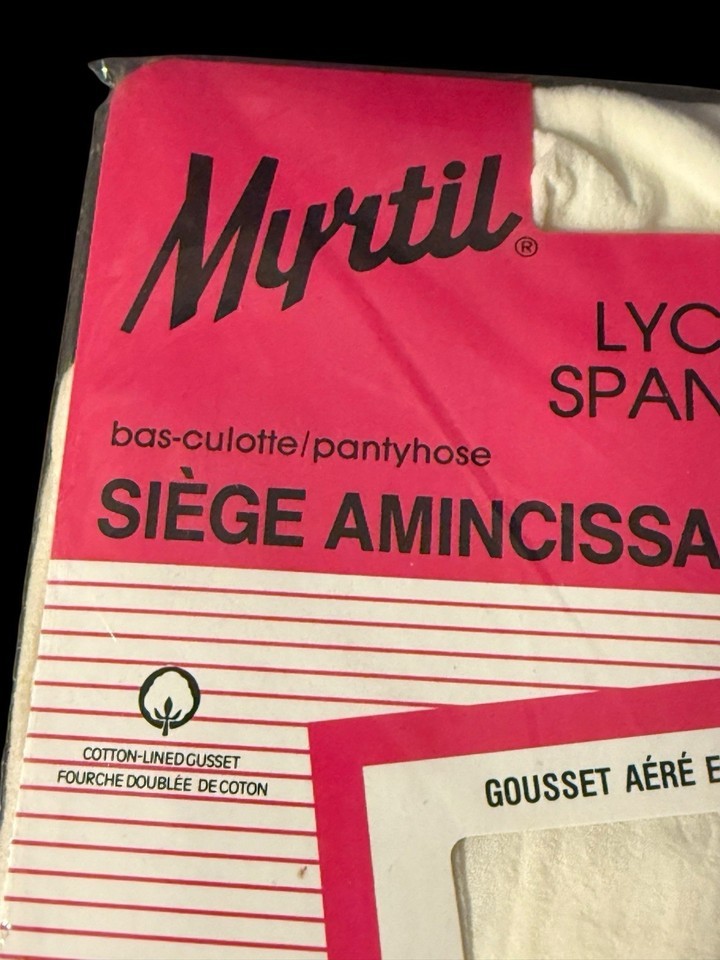 Myrtil®
LYC
SPAN
bas-culotte/pantyhose
SIÈGE AMINCISSA
COTTON-LINED GUSSET
FOURCHE DOUBLÉE DE COTON
GOUSSET AÉRÉ E